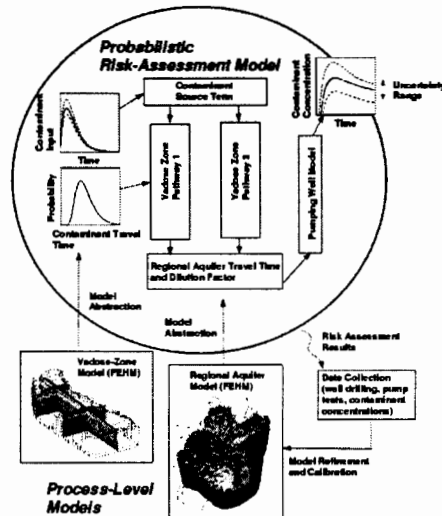 Probabilistic
Risk-Assessment Model
Contaminant
Source Term
Contaminant
Input
Time
Probability
Contaminant Travel
Time
Vadose Zone
Pathway 1
Vadose Zone
Pathway 2
Pumping Well Model
Contaminant
Concentration
Time
Uncertainty
Range
Regional Aquifer Travel Time
and Dilution Factor
Model
Abstraction
Model
Abstraction
Risk Assessment
Results
Vadose-Zone
Model (FEHM)
Regional Aquifer
Model (FEHM)
Data Collection
(well drilling, pump
tests, contaminant
concentrations)
Model Refinement
and Calibration
Process-Level
Models